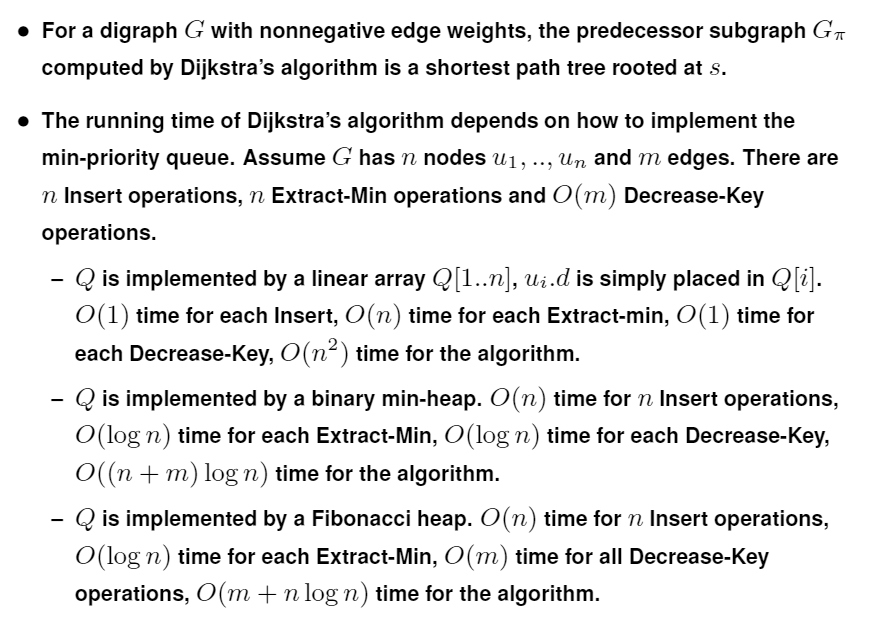 • For a digraph G with nonnegative edge weights, the predecessor subgraph Gπ
computed by Dijkstra's algorithm is a shortest path tree rooted at s.
• The running time of Dijkstra's algorithm depends on how to implement the
min-priority queue. Assume G has n nodes u₁, .., uₙ and m edges. There are
n Insert operations, n Extract-Min operations and O(m) Decrease-Key
operations.
– Q is implemented by a linear array Q[1..n], uᵢ.d is simply placed in Q[i].
O(1) time for each Insert, O(n) time for each Extract-min, O(1) time for
each Decrease-Key, O(n²) time for the algorithm.
– Q is implemented by a binary min-heap. O(n) time for n Insert operations,
O(log n) time for each Extract-Min, O(log n) time for each Decrease-Key,
O((n + m) log n) time for the algorithm.
– Q is implemented by a Fibonacci heap. O(n) time for n Insert operations,
O(log n) time for each Extract-Min, O(m) time for all Decrease-Key
operations, O(m + n log n) time for the algorithm.